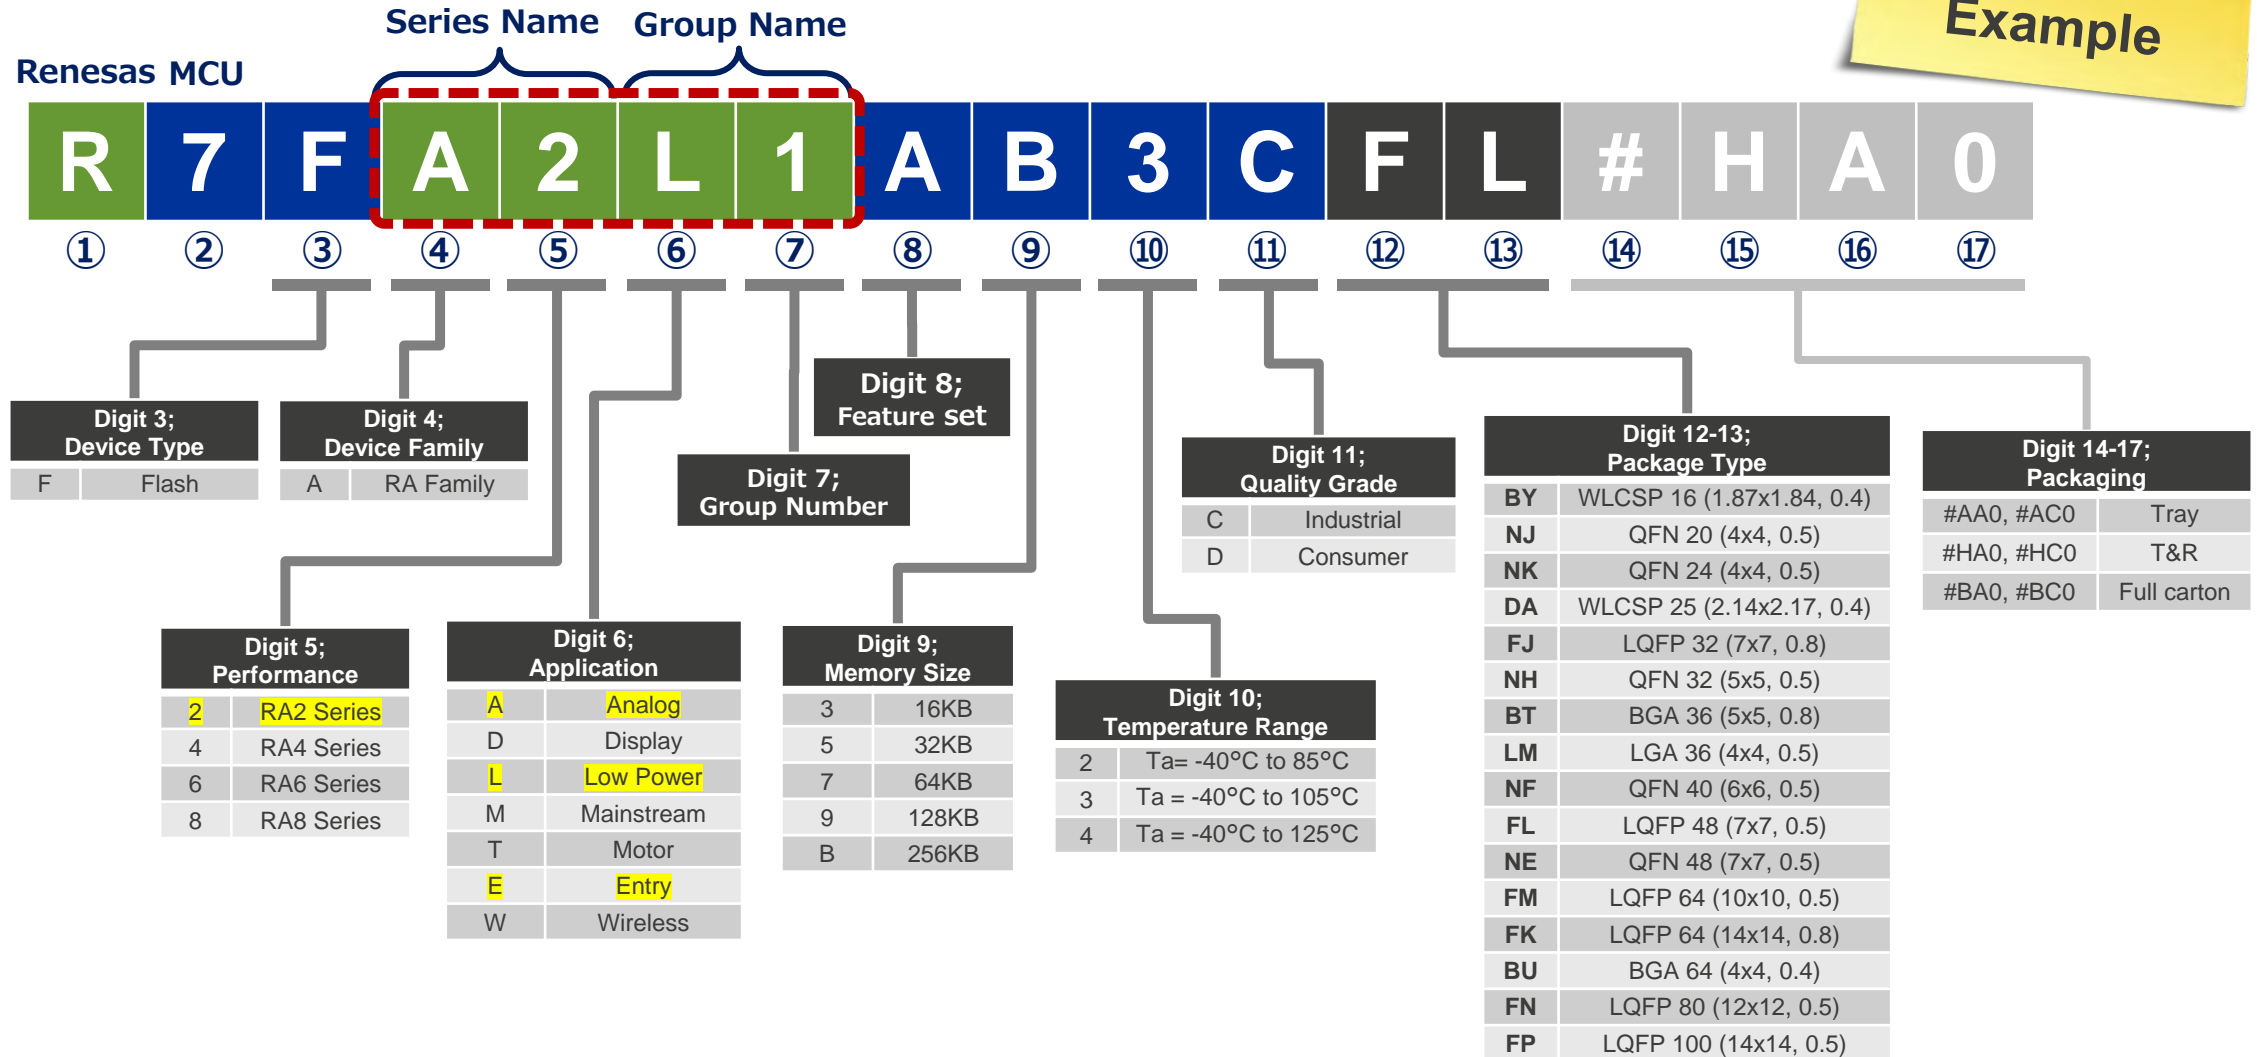 Example
Series Name Group Name
Renesas MCU
R 7 F A 2 L 1 A B 3 C F L # H A 0
① ② ③ ④ ⑤ ⑥ ⑦ ⑧ ⑨ ⑩ ⑪ ⑫ ⑬ ⑭ ⑮ ⑯ ⑰
Digit 3;
Device Type
F Flash
Digit 4;
Device Family
A RA Family
Digit 5;
Performance
2 RA2 Series
4 RA4 Series
6 RA6 Series
8 RA8 Series
Digit 6;
Application
A Analog
D Display
L Low Power
M Mainstream
T Motor
E Entry
W Wireless
Digit 7;
Group Number
Digit 8;
Feature set
Digit 9;
Memory Size
3 16KB
5 32KB
7 64KB
9 128KB
B 256KB
Digit 10;
Temperature Range
2 Ta= -40°C to 85°C
3 Ta = -40°C to 105°C
4 Ta = -40°C to 125°C
Digit 11;
Quality Grade
C Industrial
D Consumer
Digit 12-13;
Package Type
BY WLCSP 16 (1.87x1.84, 0.4)
NJ QFN 20 (4x4, 0.5)
NK QFN 24 (4x4, 0.5)
DA WLCSP 25 (2.14x2.17, 0.4)
FJ LQFP 32 (7x7, 0.8)
NH QFN 32 (5x5, 0.5)
BT BGA 36 (5x5, 0.8)
LM LGA 36 (4x4, 0.5)
NF QFN 40 (6x6, 0.5)
FL LQFP 48 (7x7, 0.5)
NE QFN 48 (7x7, 0.5)
FM LQFP 64 (10x10, 0.5)
FK LQFP 64 (14x14, 0.8)
BU BGA 64 (4x4, 0.4)
FN LQFP 80 (12x12, 0.5)
FP LQFP 100 (14x14, 0.5)
Digit 14-17;
Packaging
#AA0, #AC0 Tray
#HA0, #HC0 T&R
#BA0, #BC0 Full carton